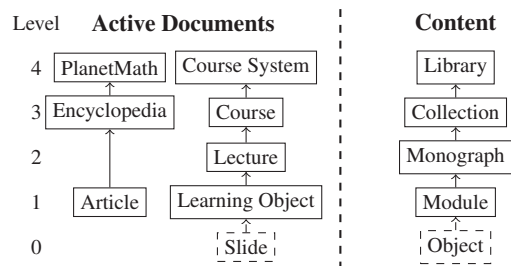 Level Active Documents Content
4 PlanetMath Course System Library
3 Encyclopedia Course Collection
2 Lecture Monograph
1 Article Learning Object Module
0 Slide Object